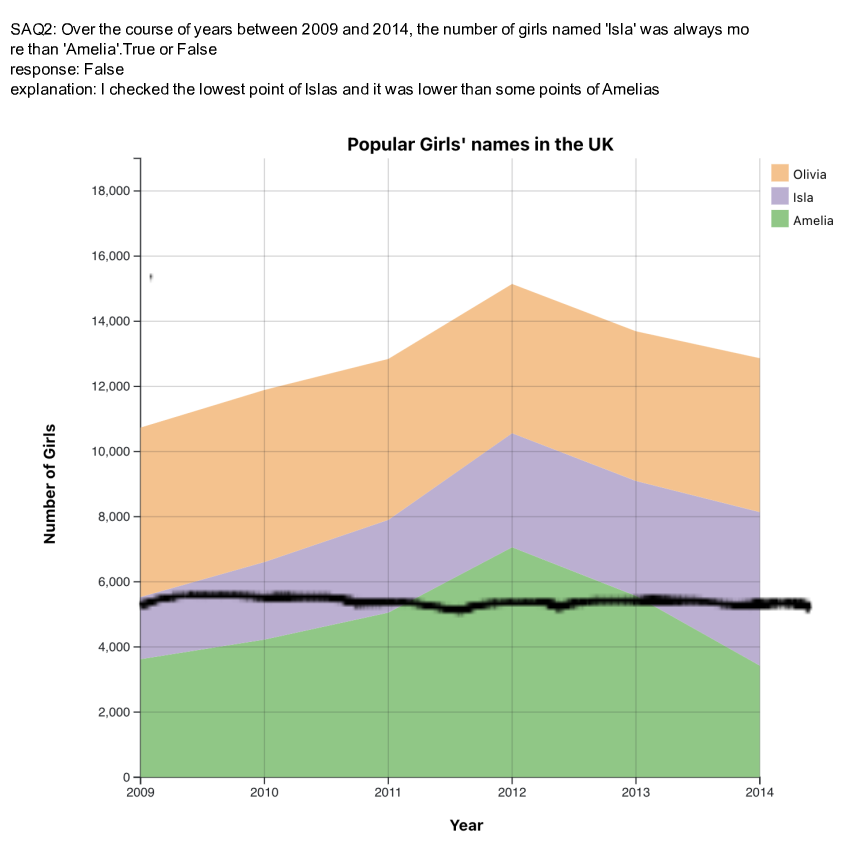 SAQ2: Over the course of years between 2009 and 2014, the number of girls named 'Isla' was always mo
re than 'Amelia'.True or False
response: False
explanation: I checked the lowest point of Islas and it was lower than some points of Amelias
Popular Girls' names in the UK
Olivia
Isla
Amelia
18,000
16,000
14,000
12,000
10,000
8,000
6,000
4,000
2,000
0
Number of Girls
2009 2010 2011 2012 2013 2014
Year